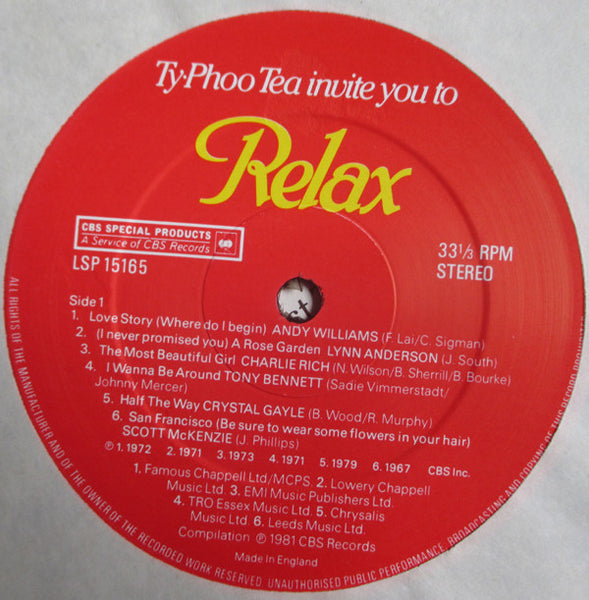 Ty·Phoo Tea invite you to
Relax
CBS SPECIAL PRODUCTS
A Service of CBS Records
LSP 15165
33⅓ RPM
STEREO
Side 1
1. Love Story (Where do I begin) ANDY WILLIAMS (F. Lai/C. Sigman)
2. (I never promised you) A Rose Garden LYNN ANDERSON (J. South)
3. The Most Beautiful Girl CHARLIE RICH (N. Wilson/B. Sherrill/B. Bourke)
4. I Wanna Be Around TONY BENNETT (Sadie Vimmerstadt/
Johnny Mercer)
5. Half The Way CRYSTAL GAYLE (B. Wood/R. Murphy)
6. San Francisco (Be sure to wear some flowers in your hair)
SCOTT McKENZIE (J. Phillips)
℗ 1. 1972 2. 1971 3. 1973 4. 1971 5. 1979 6. 1967 CBS Inc.
1. Famous Chappell Ltd/MCPS. 2. Lowery Chappell
Music Ltd. 3. EMI Music Publishers Ltd.
4. TRO Essex Music Ltd. 5. Chrysalis
Music Ltd. 6. Leeds Music Ltd.
Compilation ℗ 1981 CBS Records
Made in England
ALL RIGHTS OF THE MANUFACTURER AND OF THE OWNER OF THE RECORDED WORK RESERVED. UNAUTHORISED PUBLIC PERFORMANCE, BROADCASTING AND COPYING OF THIS RECORD